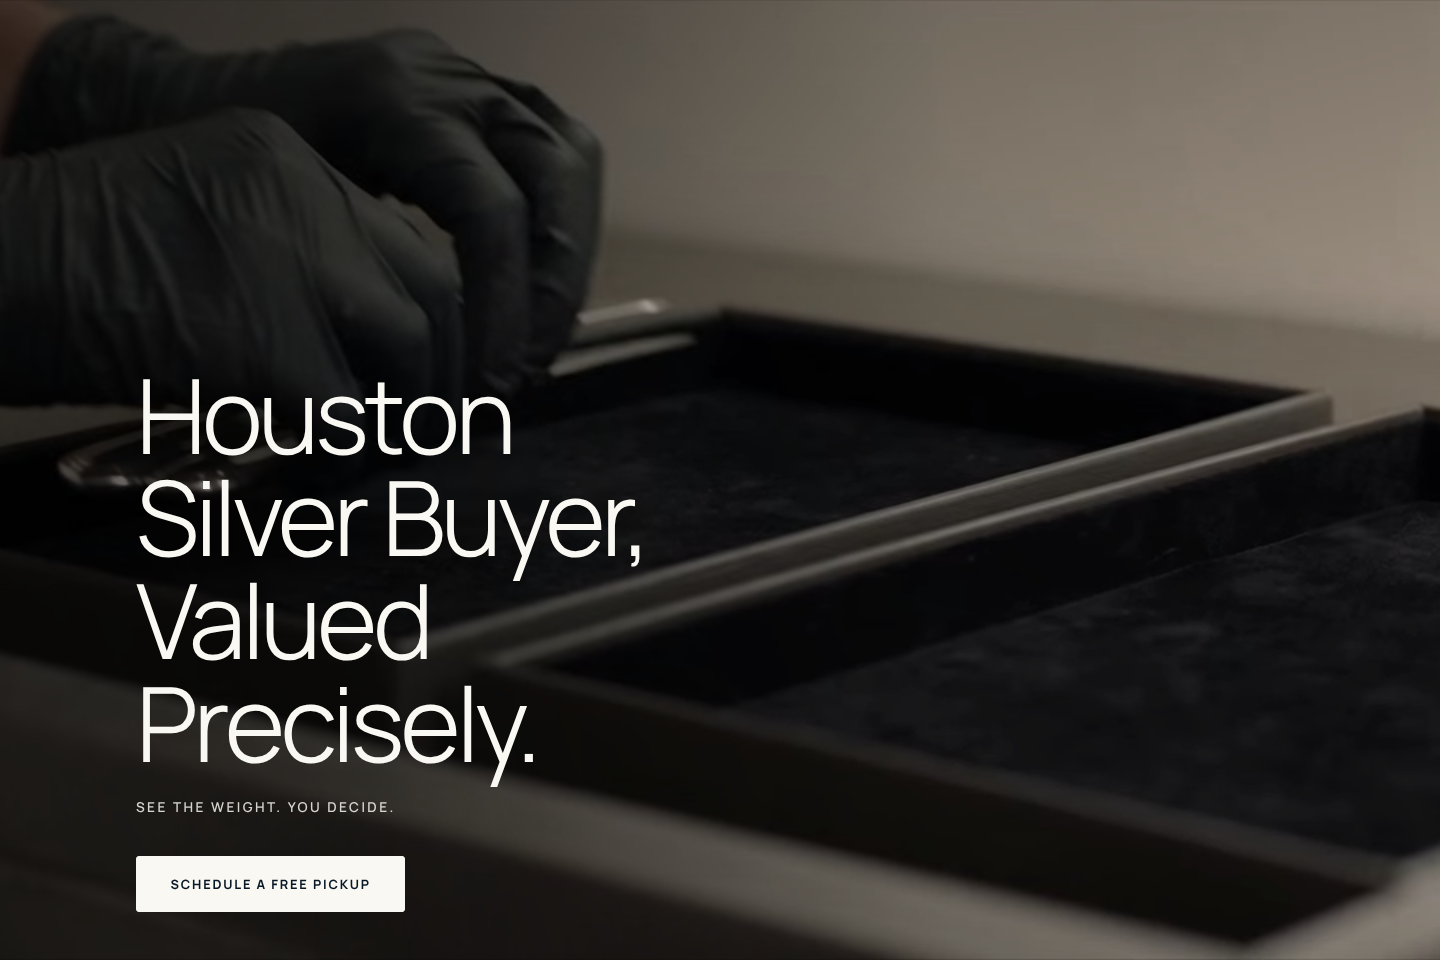 Houston
Silver Buyer,
Valued
Precisely.
SEE THE WEIGHT. YOU DECIDE.
SCHEDULE A FREE PICKUP